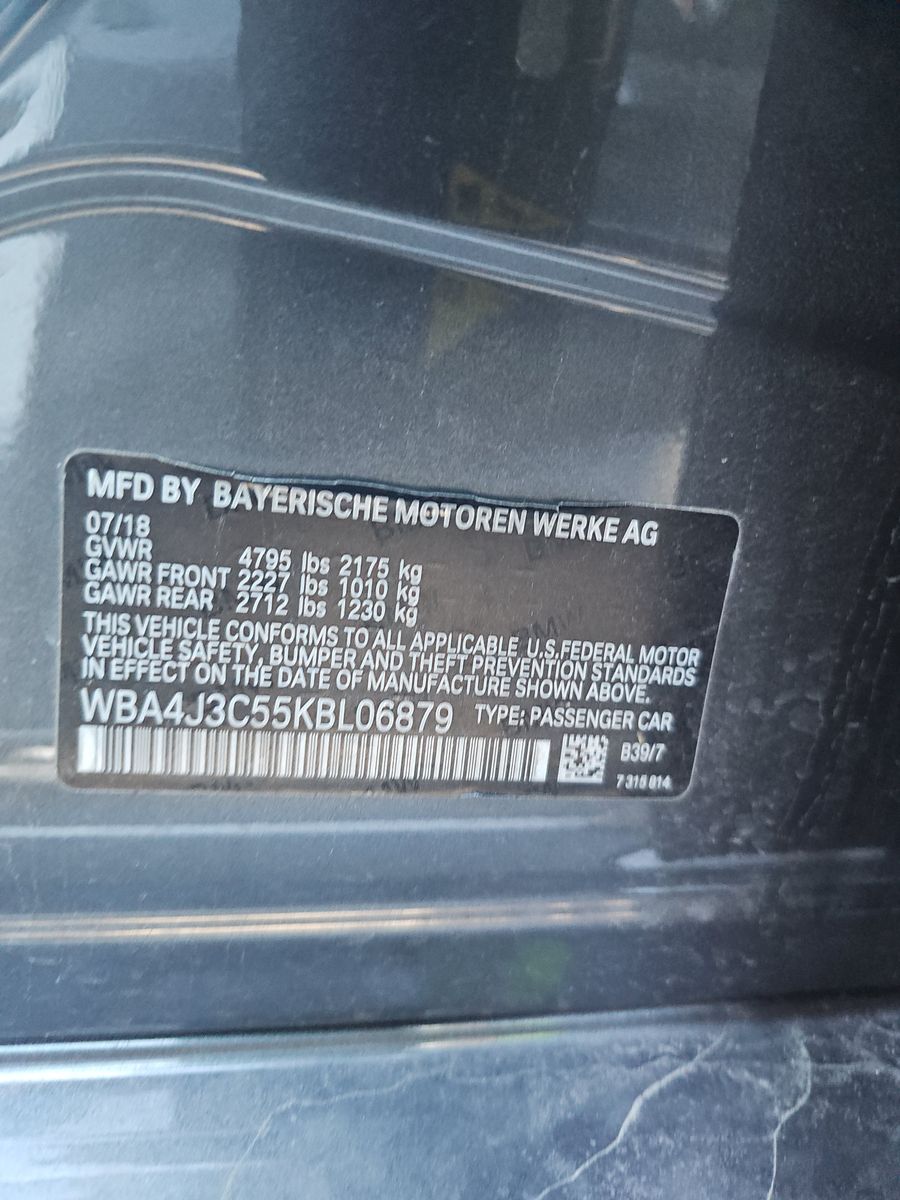 MFD BY BAYERISCHE MOTOREN WERKE AG
07/18
GVWR 4795 lbs 2175 kg
GAWR FRONT 2227 lbs 1010 kg
GAWR REAR 2712 lbs 1230 kg
THIS VEHICLE CONFORMS TO ALL APPLICABLE U.S.FEDERAL MOTOR
VEHICLE SAFETY, BUMPER AND THEFT PREVENTION STANDARDS
IN EFFECT ON THE DATE OF MANUFACTURE SHOWN ABOVE.
WBA4J3C55KBL06879 TYPE: PASSENGER CAR
B39/7